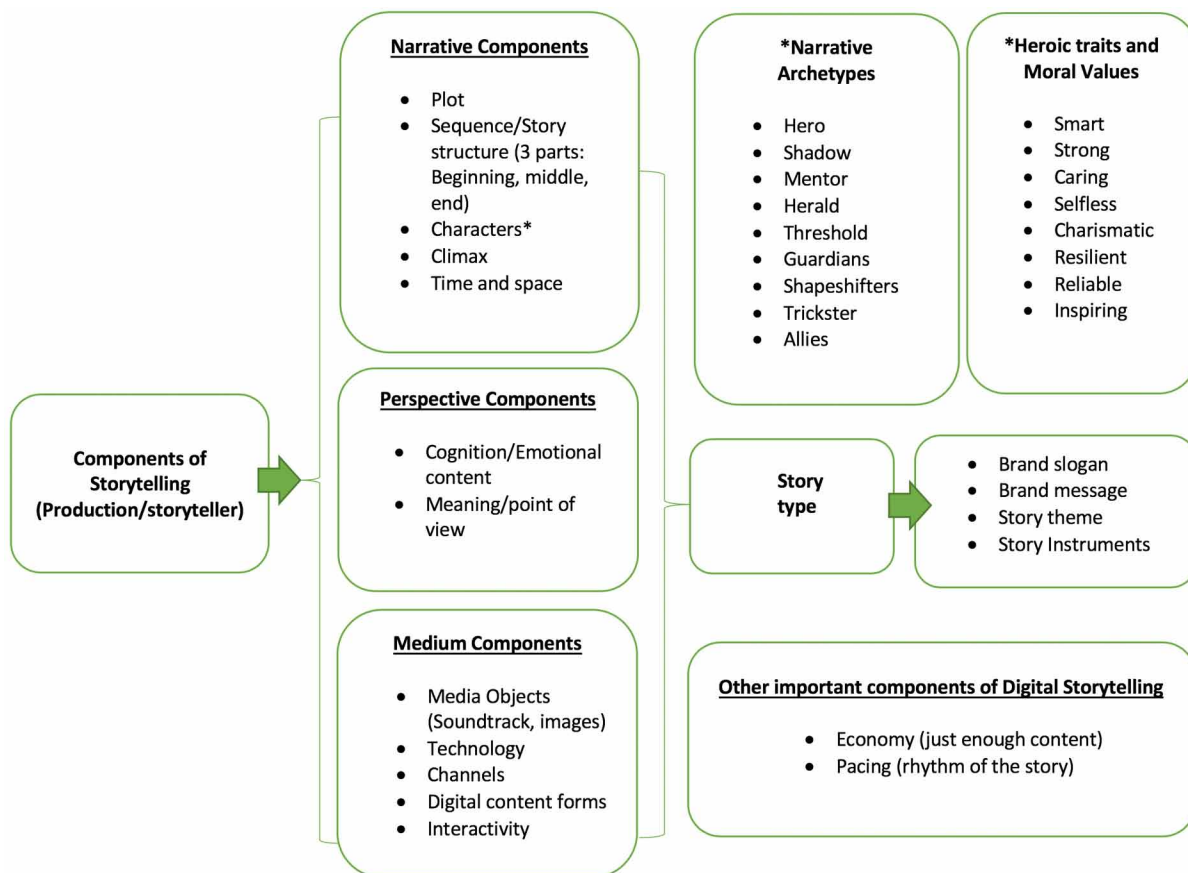 Components of
Storytelling
(Production/storyteller)
Narrative Components
• Plot
• Sequence/Story
structure (3 parts:
Beginning, middle,
end)
• Characters*
• Climax
• Time and space
Perspective Components
• Cognition/Emotional
content
• Meaning/point of
view
Medium Components
• Media Objects
(Soundtrack, images)
• Technology
• Channels
• Digital content forms
• Interactivity
*Narrative
Archetypes
• Hero
• Shadow
• Mentor
• Herald
• Threshold
• Guardians
• Shapeshifters
• Trickster
• Allies
*Heroic traits and
Moral Values
• Smart
• Strong
• Caring
• Selfless
• Charismatic
• Resilient
• Reliable
• Inspiring
Story
type
• Brand slogan
• Brand message
• Story theme
• Story Instruments
Other important components of Digital Storytelling
• Economy (just enough content)
• Pacing (rhythm of the story)